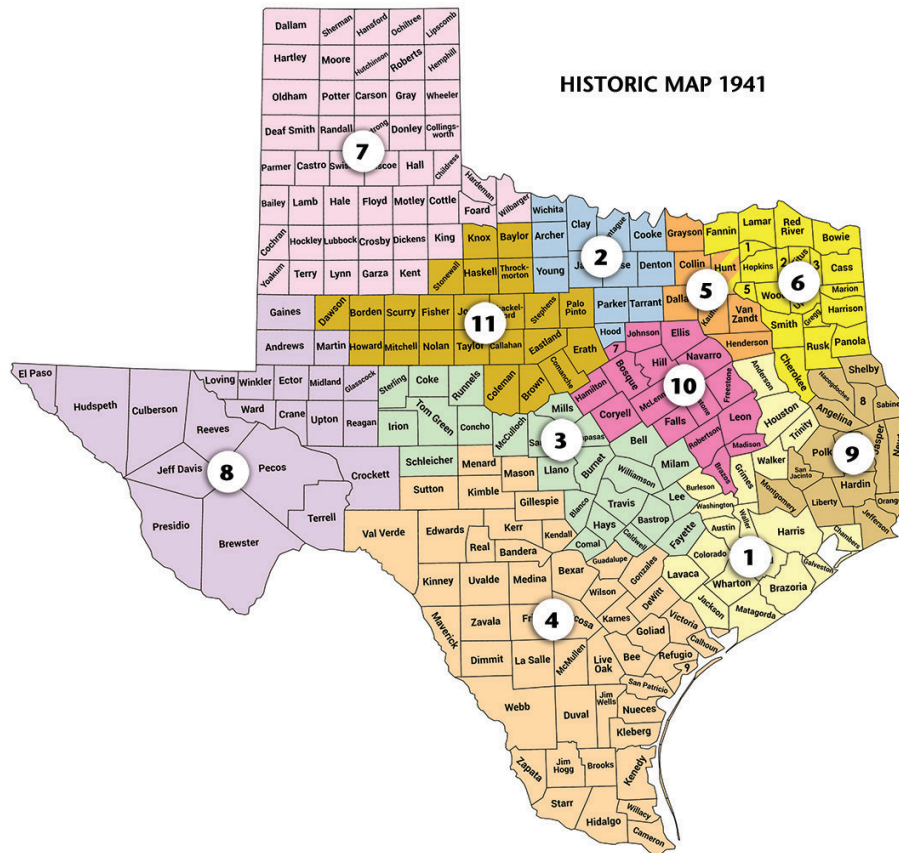 HISTORIC MAP 1941
Dallam Sherman Hansford Ochiltree Lipscomb
Hartley Moore Hutchinson Roberts Hemphill
Oldham Potter Carson Gray Wheeler
Deaf Smith Randall Donley Collings-
worth
7
Parmer Castro Hall Childress
Hardeman
Bailey Lamb Hale Floyd Motley Cottle Foard Wilbarger
Cochran Hockley Lubbock Crosby Dickens King Knox Baylor
Yoakum Terry Lynn Garza Kent Stonewall Haskell Throck-
morton
Wichita Clay Cooke Grayson Fannin Lamar Red
River Bowie
Archer 2 Collin Hunt 1 Hopkins 2 3 Cass
Young Denton 5 6 5 Marion
Gaines Dawson Borden Scurry Fisher Stephens Palo
Pinto Parker Tarrant Van
Zandt Smith Gregg Harrison
11
Andrews Martin Howard Mitchell Nolan Taylor Callahan Eastland Erath Hood Johnson Ellis Henderson Rusk Panola
7 Hill Navarro
El Paso Hudspeth Culberson Loving Winkler Ector Midland Glasscock Sterling Coke Runnels Coleman Brown Comanche Hamilton Bosque 10 Freestone Anderson Cherokee Shelby
Reeves Ward Crane Upton Reagan Irion Tom Green Concho McCulloch Mills Coryell Falls Leon Houston 8 Sabine
Angelina
Jeff Davis 8 Pecos Crockett Schleicher Menard 3 Bell Robertson Madison Trinity Polk 9
Mason Llano Burnet Williamson Milam Brazos Grimes Walker San
Jacinto Hardin
Sutton Kimble Burleson Montgomery Liberty Orange
Presidio Brewster Terrell Gillespie Blanco Travis Lee Washington Waller Harris Jefferson
Val Verde Edwards Kerr Kendall Hays Bastrop Austin Chambers
Real Bandera Comal Caldwell Fayette Colorado 1 Galveston
Kinney Uvalde Medina Bexar Guadalupe Gonzales Lavaca Wharton Brazoria
Wilson DeWitt Jackson Matagorda
Maverick Zavala 4 Karnes Victoria
Goliad Calhoun
Dimmit La Salle McMullen Live
Oak Bee Refugio
9
San Patricio
Webb Duval Jim
Wells Nueces
Kleberg
Zapata Jim
Hogg Brooks Kenedy
Starr Willacy
Hidalgo
Cameron